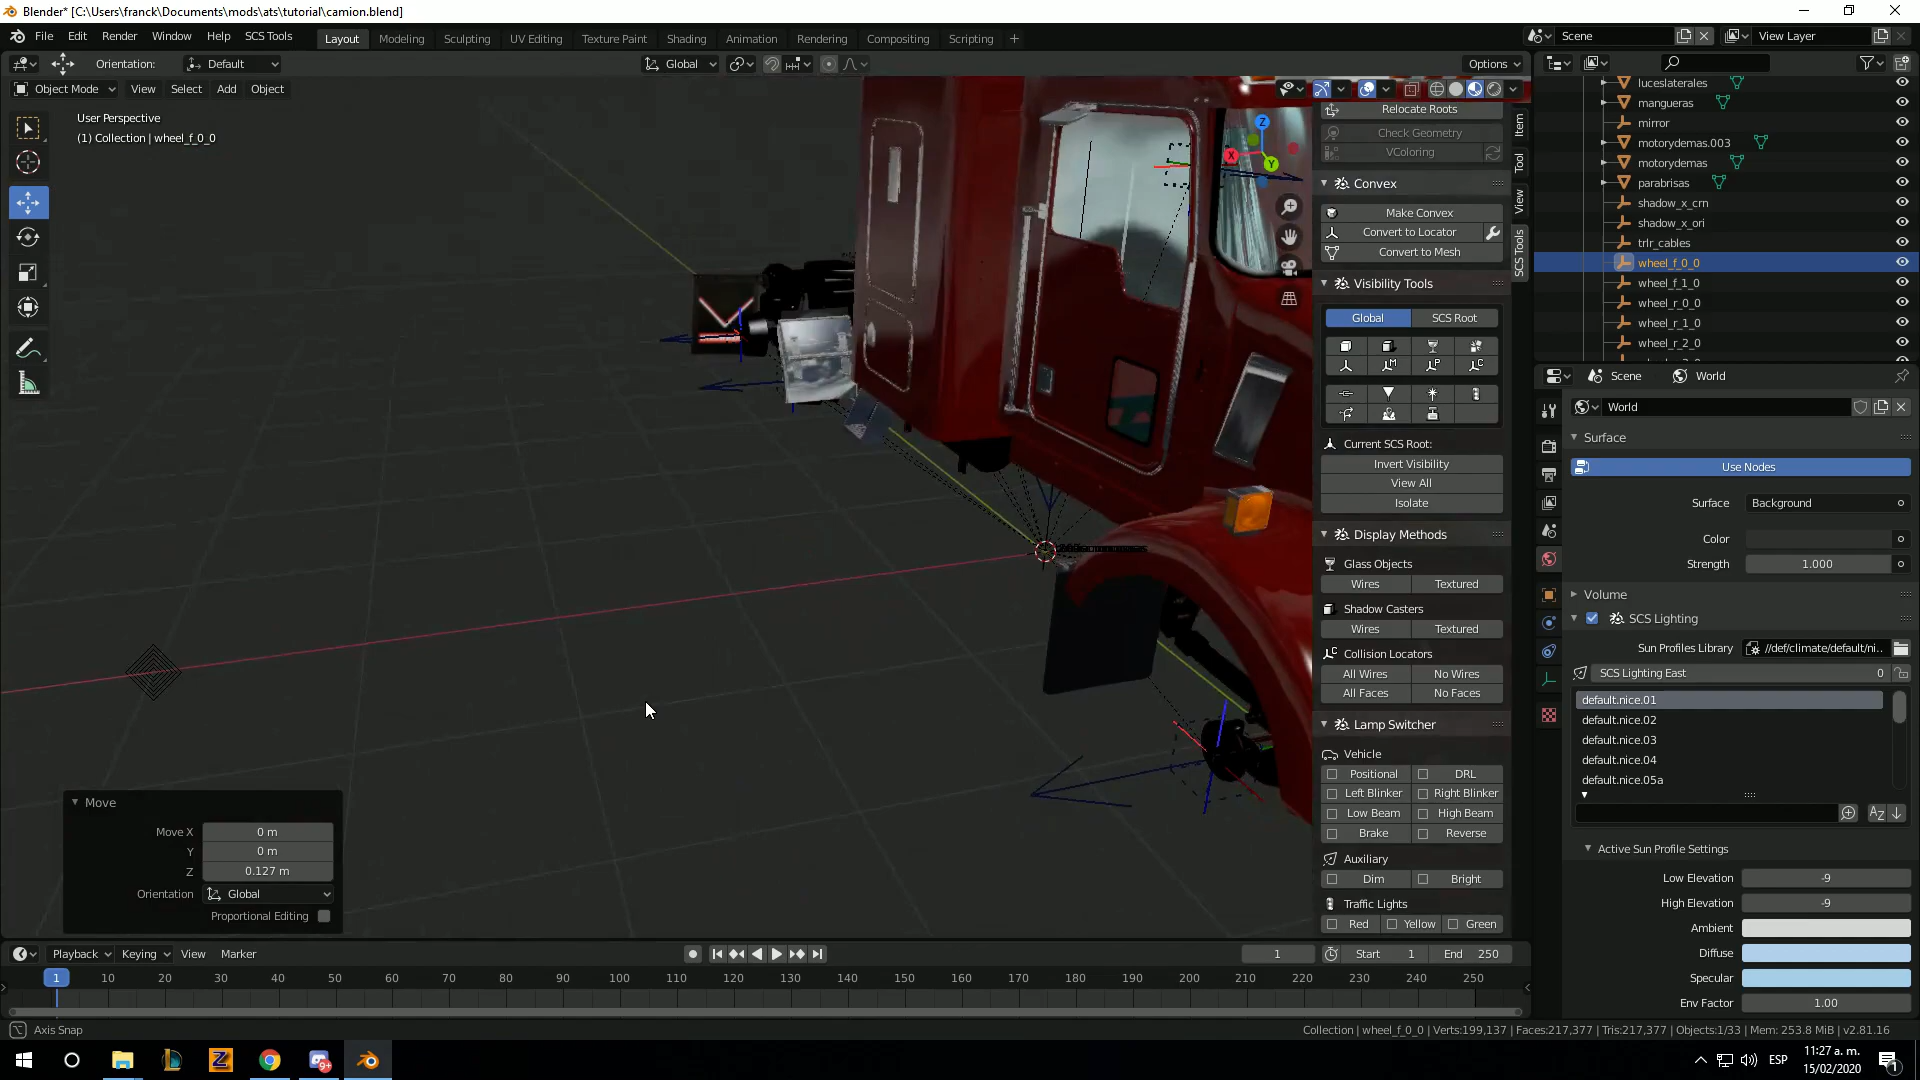 Blender* [C:\Users\franck\Documents\mods\ats\tutorial\camion.blend]
File Edit Render Window Help SCS Tools
Layout Modeling Sculpting UV Editing Texture Paint Shading Animation Rendering Compositing Scripting
Scene
View Layer
Orientation: Default
Global
Options
Object Mode View Select Add Object
User Perspective
(1) Collection | wheel_f_0_0
Z
X
Y
Relocate Roots
Check Geometry
VColoring
Convex
Make Convex
Convert to Locator
Convert to Mesh
Visibility Tools
Global SCS Root
Current SCS Root:
Invert Visibility
View All
Isolate
Display Methods
Glass Objects
Wires Textured
Shadow Casters
Wires Textured
Collision Locators
All Wires No Wires
All Faces No Faces
Lamp Switcher
Vehicle
Positional DRL
Left Blinker Right Blinker
Low Beam High Beam
Brake Reverse
Auxiliary
Dim Bright
Traffic Lights
Red Yellow Green
Item
Tool
View
SCS Tools
luceslaterales
mangueras
mirror
motorydemas.003
motorydemas
parabrisas
shadow_x_crn
shadow_x_ori
trlr_cables
wheel_f_0_0
wheel_f_1_0
wheel_r_0_0
wheel_r_1_0
wheel_r_2_0
Scene World
World
Surface
Use Nodes
Surface Background
Color
Strength 1.000
Volume
SCS Lighting
Sun Profiles Library //def/climate/default/ni..
SCS Lighting East 0
default.nice.01
default.nice.02
default.nice.03
default.nice.04
default.nice.05a
Active Sun Profile Settings
Low Elevation -9
High Elevation -9
Ambient
Diffuse
Specular
Env Factor 1.00
Move
Move X 0 m
Y 0 m
Z 0.127 m
Orientation Global
Proportional Editing
Playback Keying View Marker
1 Start 1 End 250
1 10 20 30 40 50 60 70 80 90 100 110 120 130 140 150 160 170 180 190 200 210 220 230 240 250
Axis Snap
Collection | wheel_f_0_0 | Verts:199,137 | Faces:217,377 | Tris:217,377 | Objects:1/33 | Mem: 253.8 MiB | v2.81.16
9+
ESP
11:27 a. m.
15/02/2020
1